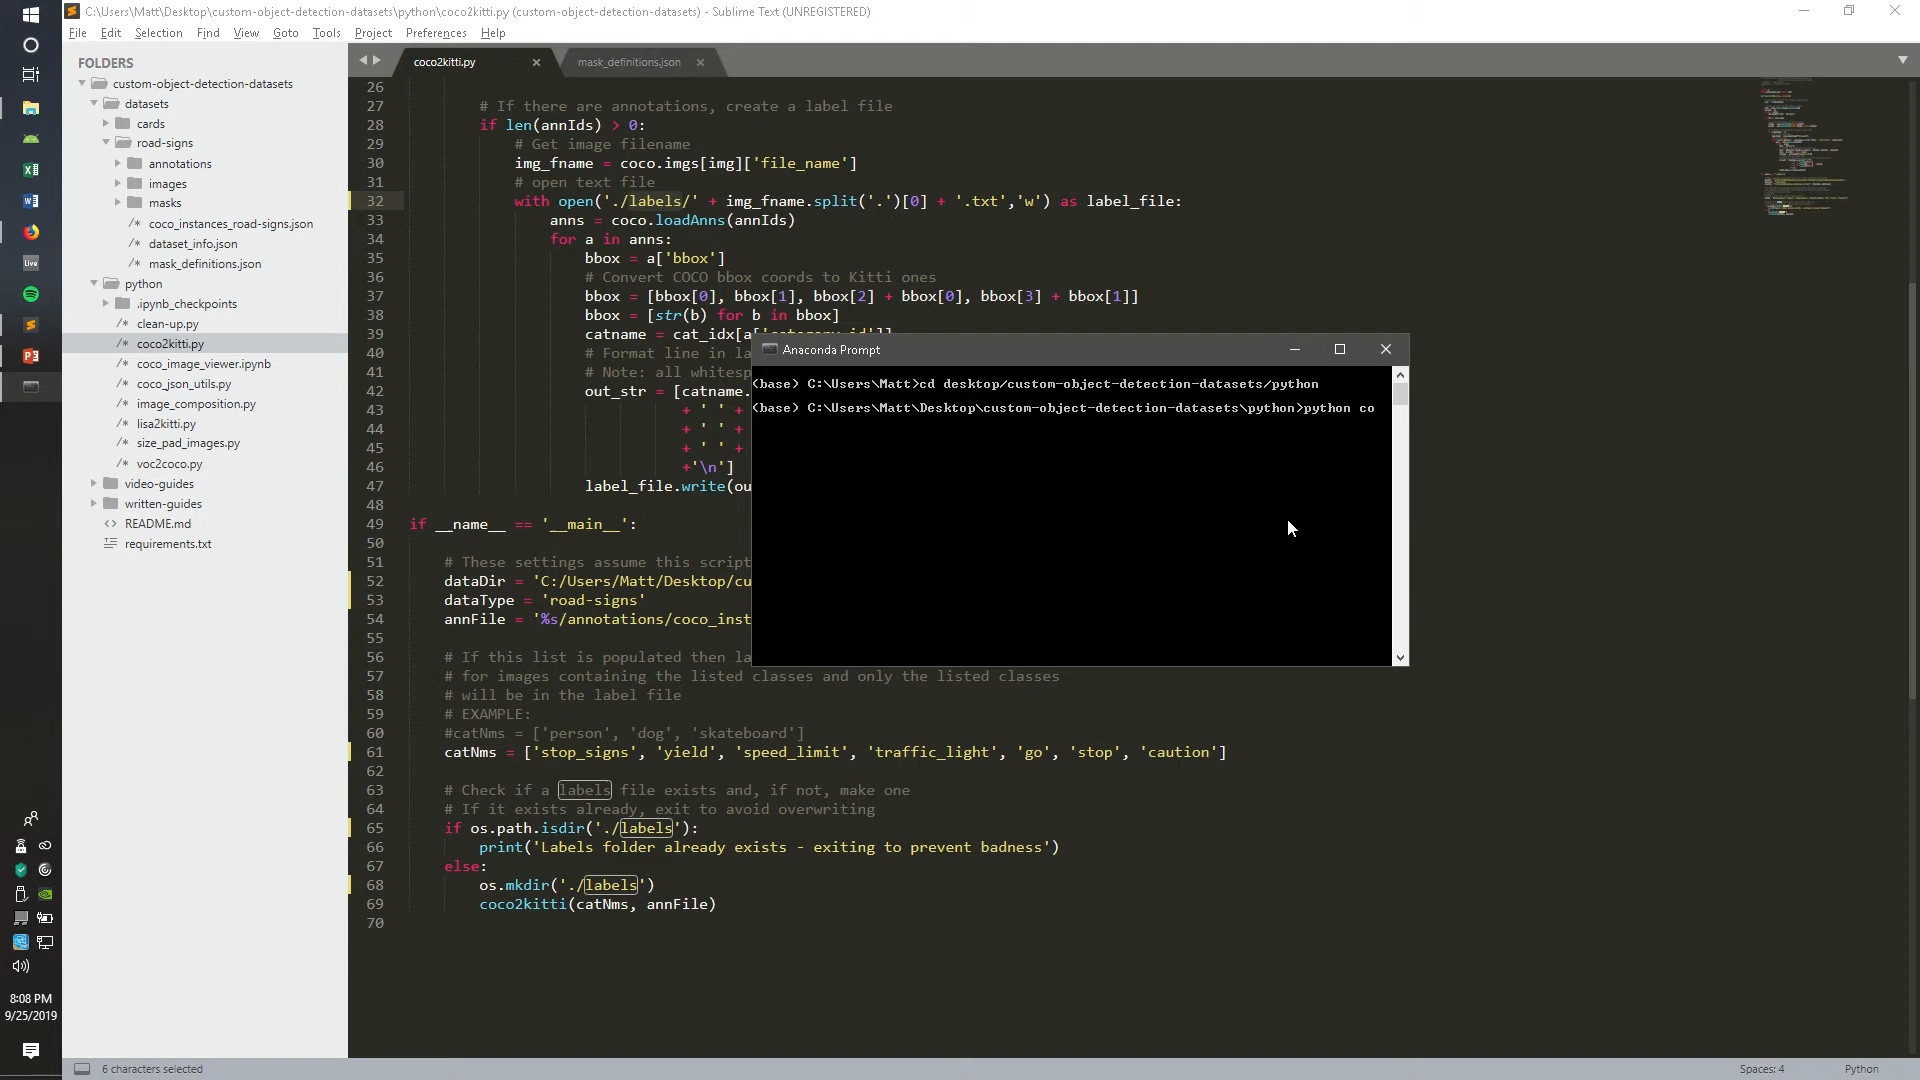 C:\Users\Matt\Desktop\custom-object-detection-datasets\python\coco2kitti.py (custom-object-detection-datasets) - Sublime Text (UNREGISTERED)
File Edit Selection Find View Goto Tools Project Preferences Help
FOLDERS
custom-object-detection-datasets
datasets
cards
road-signs
annotations
images
masks
/* coco_instances_road-signs.json
/* dataset_info.json
/* mask_definitions.json
python
.ipynb_checkpoints
/* clean-up.py
/* coco2kitti.py
/* coco_image_viewer.ipynb
/* coco_json_utils.py
/* image_composition.py
/* lisa2kitti.py
/* size_pad_images.py
/* voc2coco.py
video-guides
written-guides
<> README.md
requirements.txt
coco2kitti.py × mask_definitions.json ×
26
27 # If there are annotations, create a label file
28 if len(annIds) > 0:
29 # Get image filename
30 img_fname = coco.imgs[img]['file_name']
31 # open text file
32 with open('./labels/' + img_fname.split('.')[0] + '.txt','w') as label_file:
33 anns = coco.loadAnns(annIds)
34 for a in anns:
35 bbox = a['bbox']
36 # Convert COCO bbox coords to Kitti ones
37 bbox = [bbox[0], bbox[1], bbox[2] + bbox[0], bbox[3] + bbox[1]]
38 bbox = [str(b) for b in bbox]
39 catname = cat_idx[a['category_id']]
40 # Format line in la
41 # Note: all whitesp
42 out_str = [catname.
43 + ' ' +
44 + ' ' +
45 + ' ' +
46 +'\n']
47 label_file.write(ou
48
49 if __name__ == '__main__':
50
51 # These settings assume this script
52 dataDir = 'C:/Users/Matt/Desktop/cu
53 dataType = 'road-signs'
54 annFile = '%s/annotations/coco_inst
55
56 # If this list is populated then la
57 # for images containing the listed classes and only the listed classes
58 # will be in the label file
59 # EXAMPLE:
60 #catNms = ['person', 'dog', 'skateboard']
61 catNms = ['stop_signs', 'yield', 'speed_limit', 'traffic_light', 'go', 'stop', 'caution']
62
63 # Check if a labels file exists and, if not, make one
64 # If it exists already, exit to avoid overwriting
65 if os.path.isdir('./labels'):
66 print('Labels folder already exists - exiting to prevent badness')
67 else:
68 os.mkdir('./labels')
69 coco2kitti(catNms, annFile)
70
Anaconda Prompt
(base) C:\Users\Matt>cd desktop/custom-object-detection-datasets/python
(base) C:\Users\Matt\Desktop\custom-object-detection-datasets\python>python co
Live
8:08 PM
9/25/2019
6 characters selected
Spaces: 4 Python